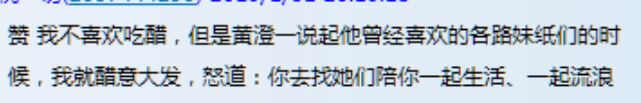 赞 我不喜欢吃醋，但是黄澄一说起他曾经喜欢的各路妹纸们的时
候，我就醋意大发，怒道：你去找她们陪你一起生活、一起流浪